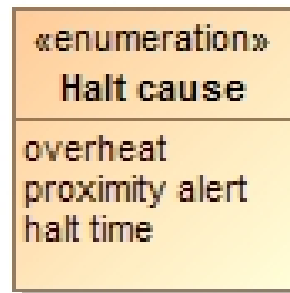 «enumeration»
Halt cause
overheat
proximity alert
halt time